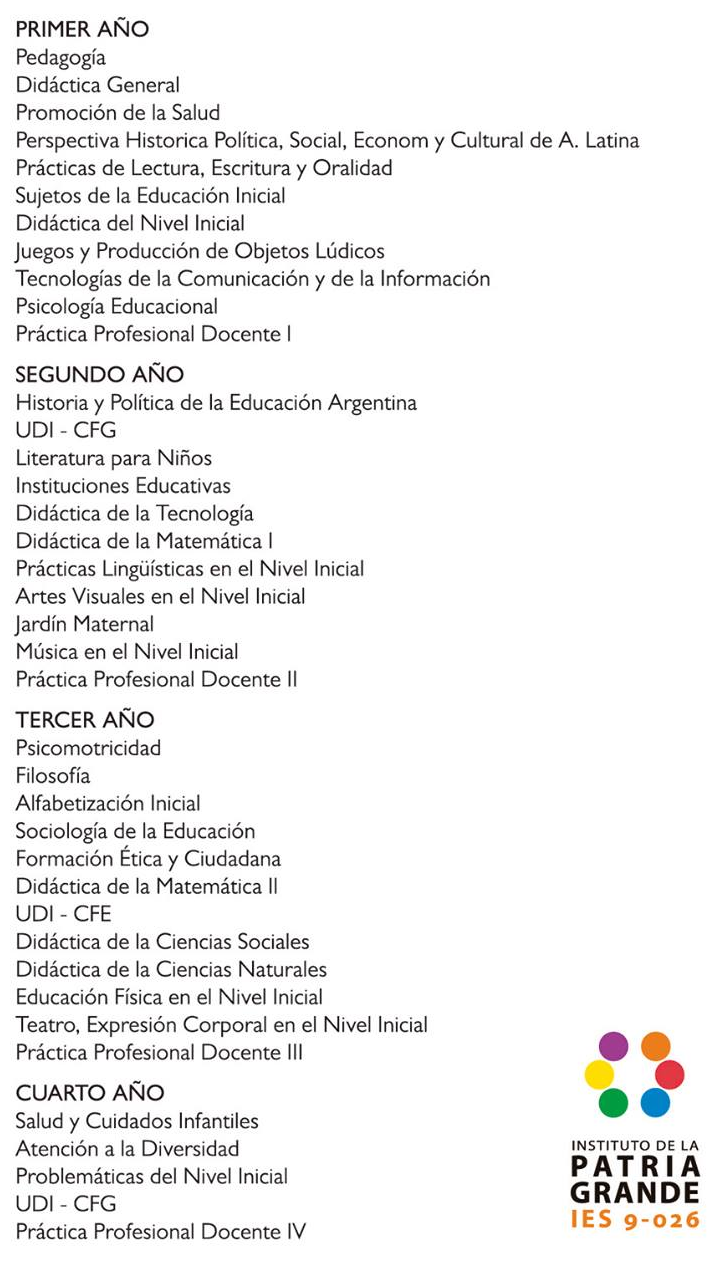 PRIMER AÑO
Pedagogía
Didáctica General
Promoción de la Salud
Perspectiva Historica Política, Social, Econom y Cultural de A. Latina
Prácticas de Lectura, Escritura y Oralidad
Sujetos de la Educación Inicial
Didáctica del Nivel Inicial
Juegos y Producción de Objetos Lúdicos
Tecnologías de la Comunicación y de la Información
Psicología Educacional
Práctica Profesional Docente I
SEGUNDO AÑO
Historia y Política de la Educación Argentina
UDI - CFG
Literatura para Niños
Instituciones Educativas
Didáctica de la Tecnología
Didáctica de la Matemática I
Prácticas Lingüísticas en el Nivel Inicial
Artes Visuales en el Nivel Inicial
Jardín Maternal
Música en el Nivel Inicial
Práctica Profesional Docente II
TERCER AÑO
Psicomotricidad
Filosofía
Alfabetización Inicial
Sociología de la Educación
Formación Ética y Ciudadana
Didáctica de la Matemática II
UDI - CFE
Didáctica de la Ciencias Sociales
Didáctica de la Ciencias Naturales
Educación Física en el Nivel Inicial
Teatro, Expresión Corporal en el Nivel Inicial
Práctica Profesional Docente III
CUARTO AÑO
Salud y Cuidados Infantiles
Atención a la Diversidad
Problemáticas del Nivel Inicial
UDI - CFG
Práctica Profesional Docente IV
INSTITUTO DE LA
PATRIA
GRANDE
IES 9-026